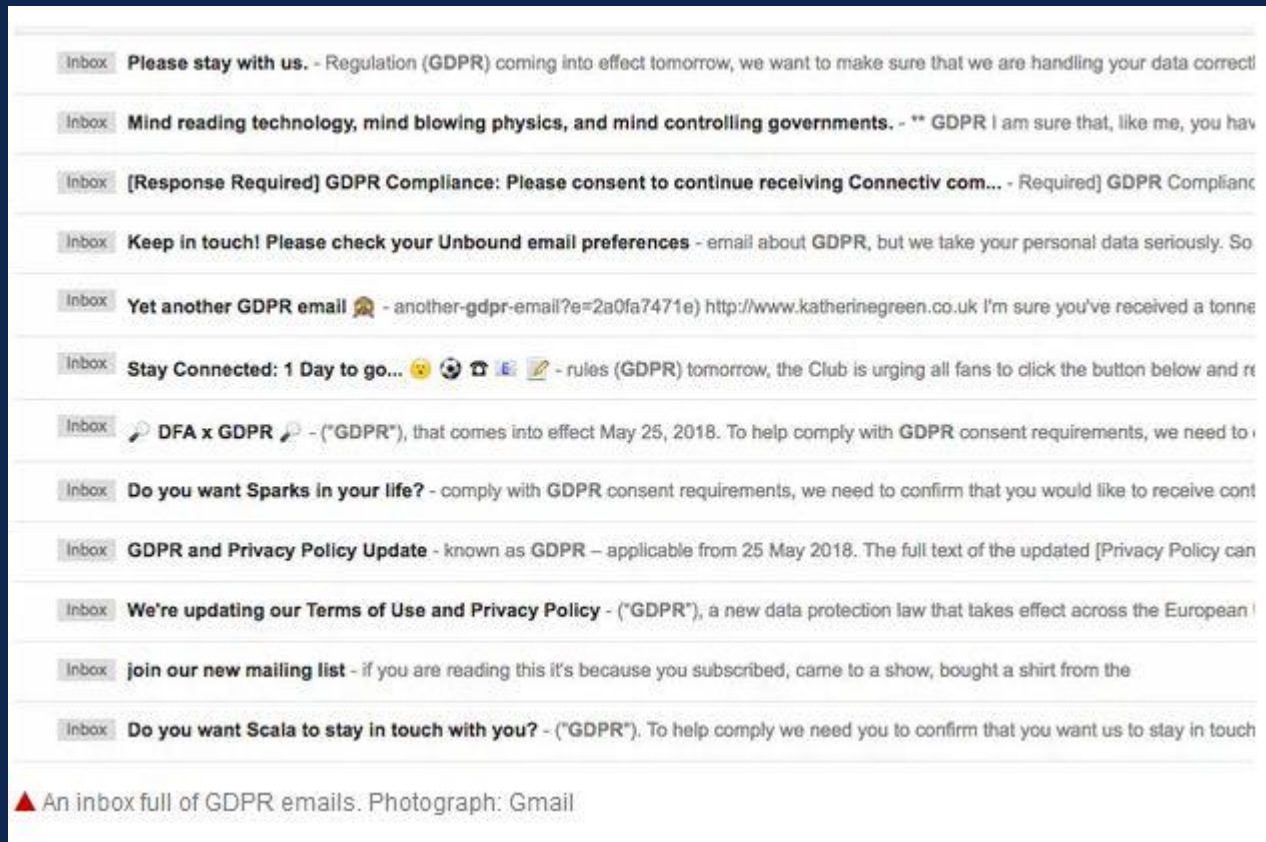 Inbox Please stay with us. - Regulation (GDPR) coming into effect tomorrow, we want to make sure that we are handling your data correctl
Inbox Mind reading technology, mind blowing physics, and mind controlling governments. - ** GDPR I am sure that, like me, you hav
Inbox [Response Required] GDPR Compliance: Please consent to continue receiving Connectiv com... - Required] GDPR Complianc
Inbox Keep in touch! Please check your Unbound email preferences - email about GDPR, but we take your personal data seriously. So
Inbox Yet another GDPR email 🙈 - another-gdpr-email?e=2a0fa7471e) http://www.katherinegreen.co.uk I'm sure you've received a tonne
Inbox Stay Connected: 1 Day to go... 😮 ⚽ ☎ 📧 📝 - rules (GDPR) tomorrow, the Club is urging all fans to click the button below and re
Inbox 🔎 DFA x GDPR 🔎 - ("GDPR"), that comes into effect May 25, 2018. To help comply with GDPR consent requirements, we need to
Inbox Do you want Sparks in your life? - comply with GDPR consent requirements, we need to confirm that you would like to receive cont
Inbox GDPR and Privacy Policy Update - known as GDPR – applicable from 25 May 2018. The full text of the updated [Privacy Policy can
Inbox We're updating our Terms of Use and Privacy Policy - ("GDPR"), a new data protection law that takes effect across the European
Inbox join our new mailing list - if you are reading this it's because you subscribed, came to a show, bought a shirt from the
Inbox Do you want Scala to stay in touch with you? - ("GDPR"). To help comply we need you to confirm that you want us to stay in touch
▲ An inbox full of GDPR emails. Photograph: Gmail